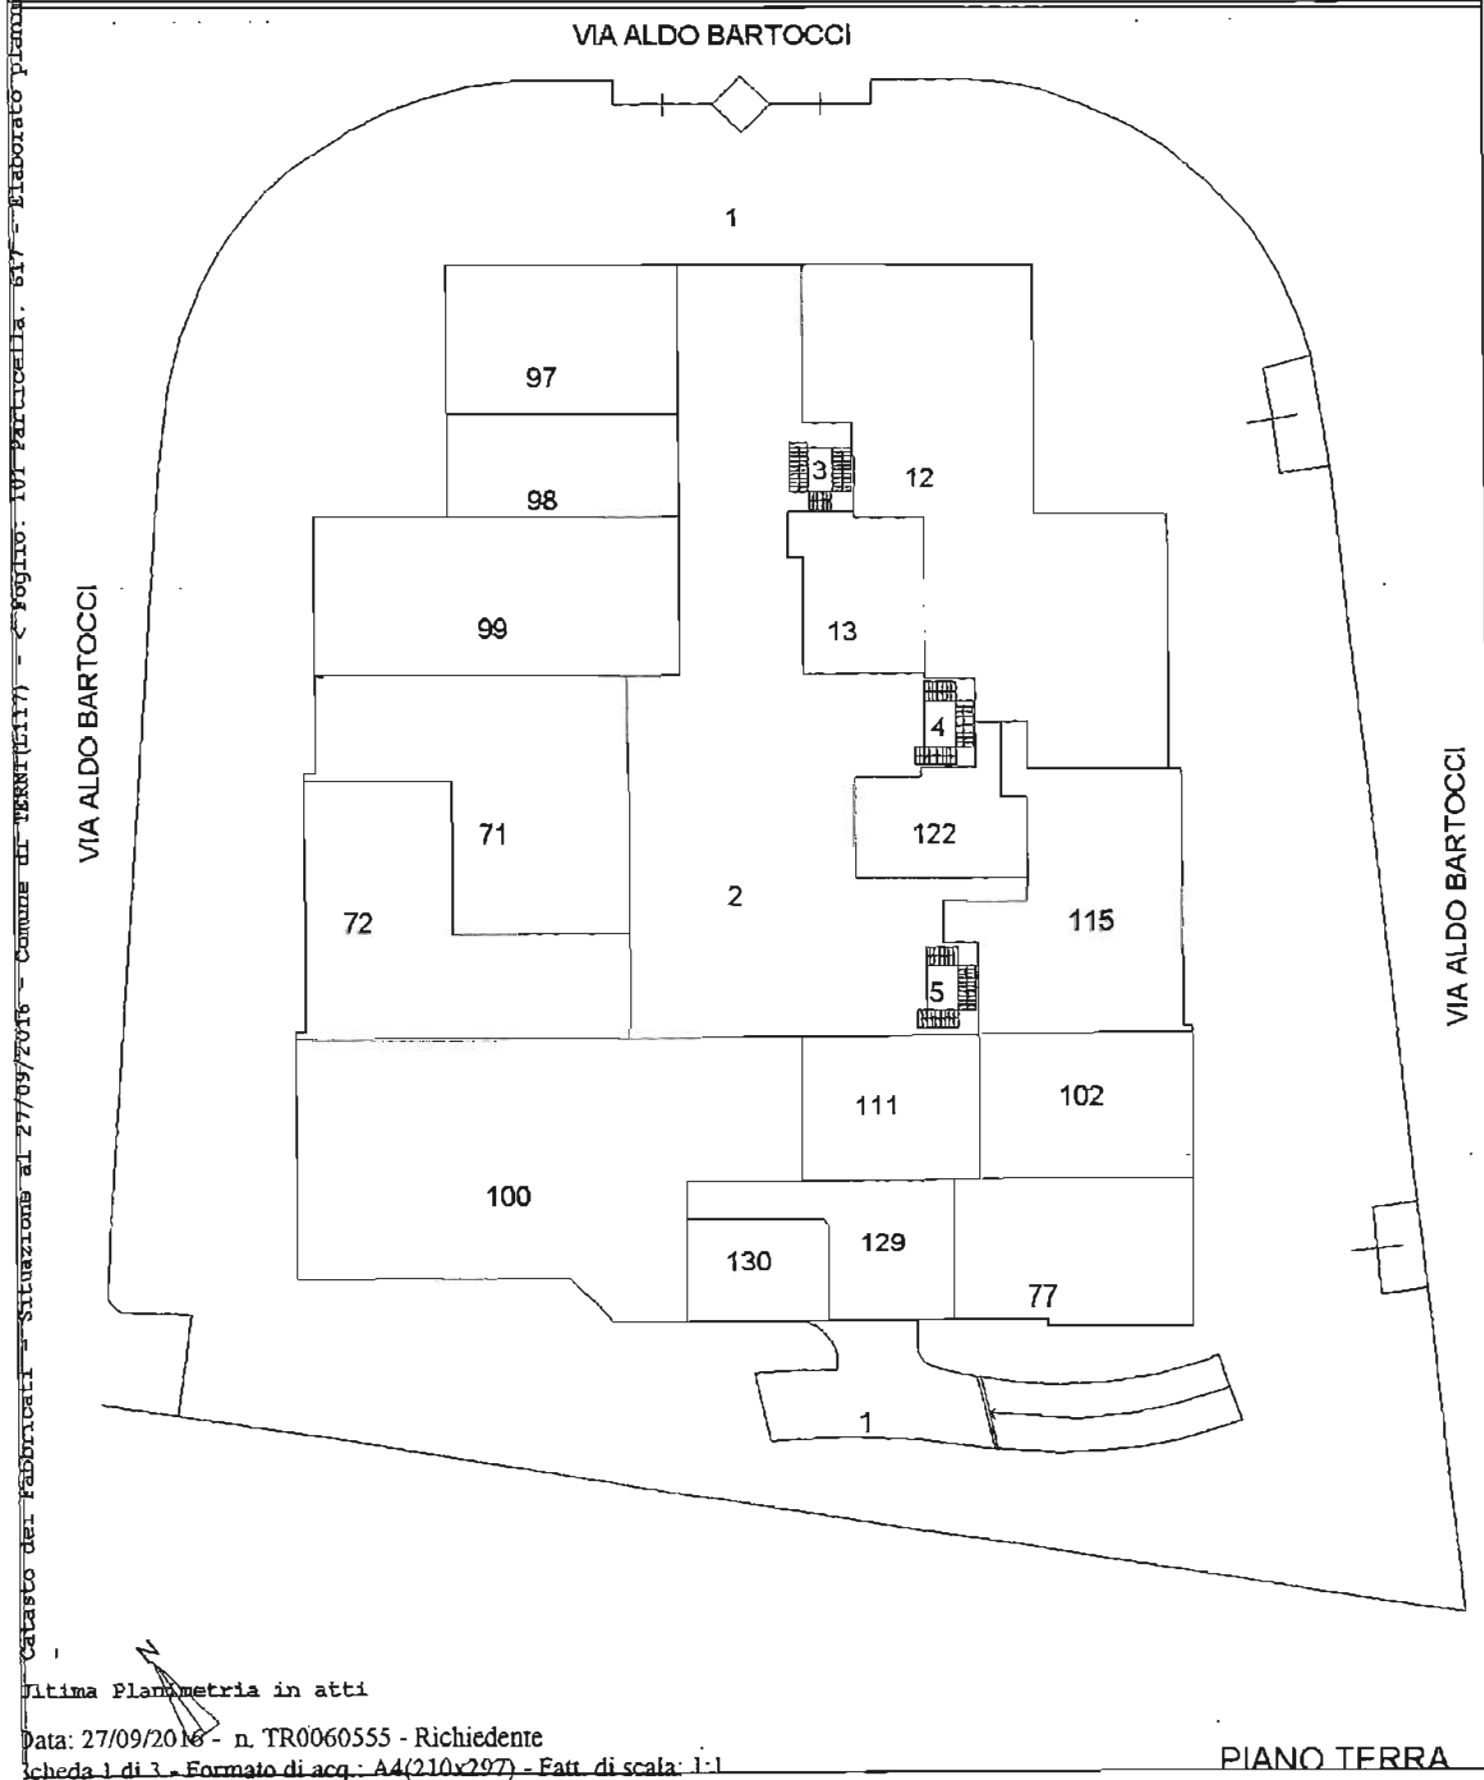 VIA ALDO BARTOCCI
1
97
98
3
12
99
13
4
71
122
2
72
115
5
111
102
100
129
130
77
1
VIA ALDO BARTOCCI
VIA ALDO BARTOCCI
Catasto dei Fabbricati - Situazione al 27/09/2016 - Comune di TERNI (L117) - < Foglio: 101 Particella: 617 - Elaborato
N
Ultima Planimetria in atti
Data: 27/09/2016 - n. TR0060555 - Richiedente
Scheda 1 di 3 - Formato di acq.: A4(210x297) - Fatt. di scala: 1:1
PIANO TERRA